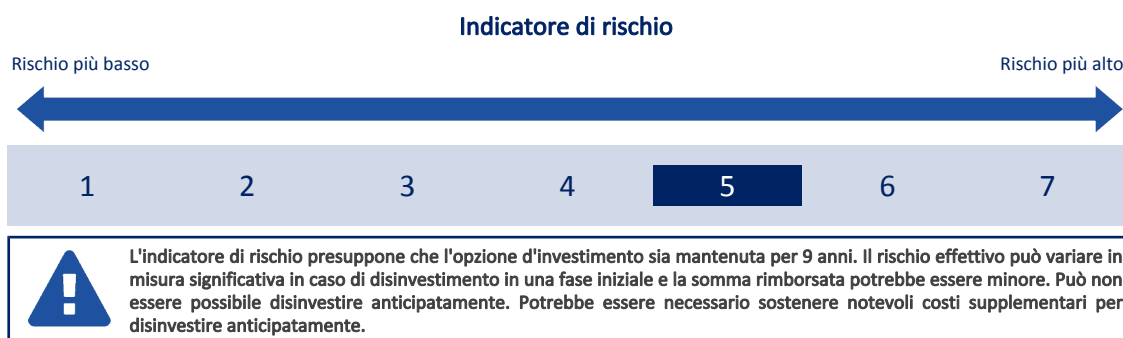 Indicatore di rischio
Rischio più basso
Rischio più alto
1 2 3 4 5 6 7
L'indicatore di rischio presuppone che l'opzione d'investimento sia mantenuta per 9 anni. Il rischio effettivo può variare in
misura significativa in caso di disinvestimento in una fase iniziale e la somma rimborsata potrebbe essere minore. Può non
essere possibile disinvestire anticipatamente. Potrebbe essere necessario sostenere notevoli costi supplementari per
disinvestire anticipatamente.